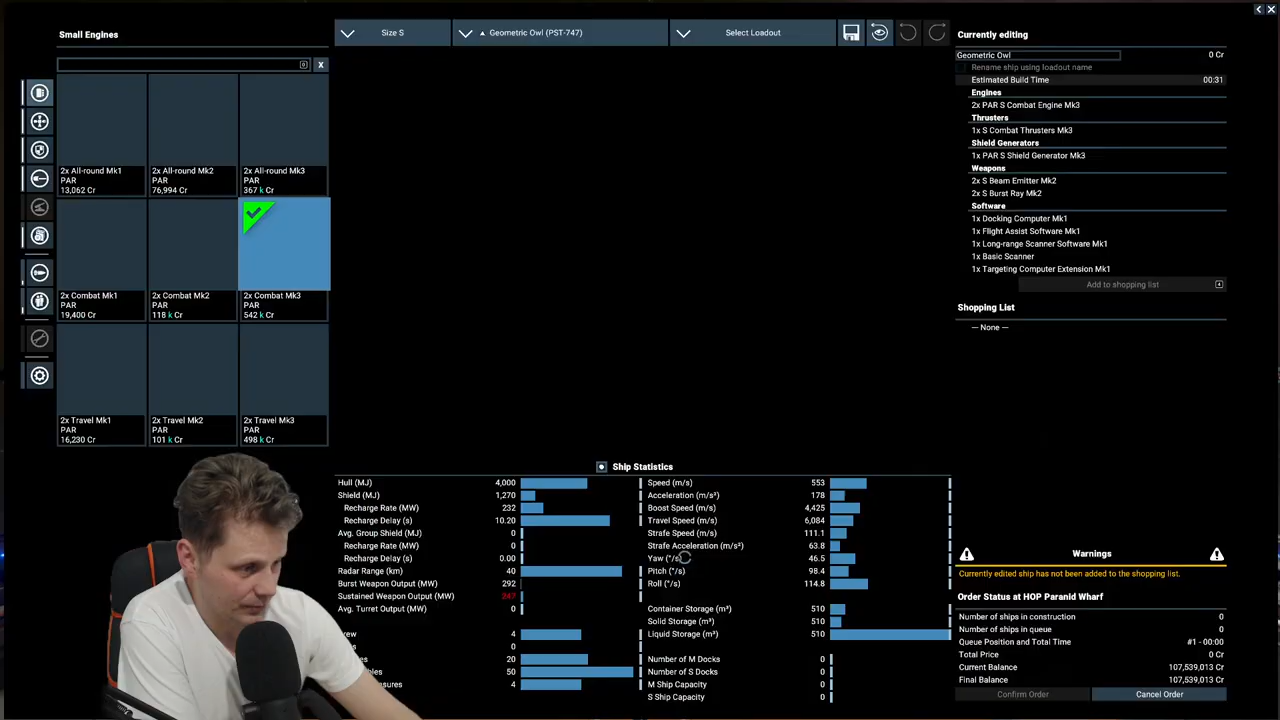 Small Engines
x
2x All-round Mk1
PAR
13,062 Cr
2x All-round Mk2
PAR
76,994 Cr
2x All-round Mk3
PAR
367 k Cr
2x Combat Mk1
PAR
19,400 Cr
2x Combat Mk2
PAR
118 k Cr
2x Combat Mk3
PAR
542 k Cr
2x Travel Mk1
PAR
16,230 Cr
2x Travel Mk2
PAR
101 k Cr
2x Travel Mk3
PAR
498 k Cr
Size S
Geometric Owl (PST-747)
Select Loadout
Ship Statistics
Hull (MJ) 4,000
Shield (MJ) 1,270
Recharge Rate (MW) 232
Recharge Delay (s) 10.20
Avg. Group Shield (MJ) 0
Recharge Rate (MW) 0
Recharge Delay (s) 0.00
Radar Range (km) 40
Burst Weapon Output (MW) 292
Sustained Weapon Output (MW) 247
Avg. Turret Output (MW) 0
4
0
20
50
4
Speed (m/s) 553
Acceleration (m/s²) 178
Boost Speed (m/s) 4,425
Travel Speed (m/s) 6,084
Strafe Speed (m/s) 111.1
Strafe Acceleration (m/s²) 63.8
Yaw (°/s) 46.5
Pitch (°/s) 98.4
Roll (°/s) 114.8
Container Storage (m³) 510
Solid Storage (m³) 510
Liquid Storage (m³) 510
Number of M Docks 0
Number of S Docks 0
M Ship Capacity 0
S Ship Capacity 0
Currently editing
Geometric Owl 0 Cr
Rename ship using loadout name
Estimated Build Time 00:31
Engines
2x PAR S Combat Engine Mk3
Thrusters
1x S Combat Thrusters Mk3
Shield Generators
1x PAR S Shield Generator Mk3
Weapons
2x S Beam Emitter Mk2
2x S Burst Ray Mk2
Software
1x Docking Computer Mk1
1x Flight Assist Software Mk1
1x Long-range Scanner Software Mk1
1x Basic Scanner
1x Targeting Computer Extension Mk1
Add to shopping list
Shopping List
— None —
Warnings
Currently edited ship has not been added to the shopping list.
Order Status at HOP Paranid Wharf
Number of ships in construction 0
Number of ships in queue 0
Queue Position and Total Time #1 - 00:00
Total Price 0 Cr
Current Balance 107,539,013 Cr
Final Balance 107,539,013 Cr
Confirm Order
Cancel Order